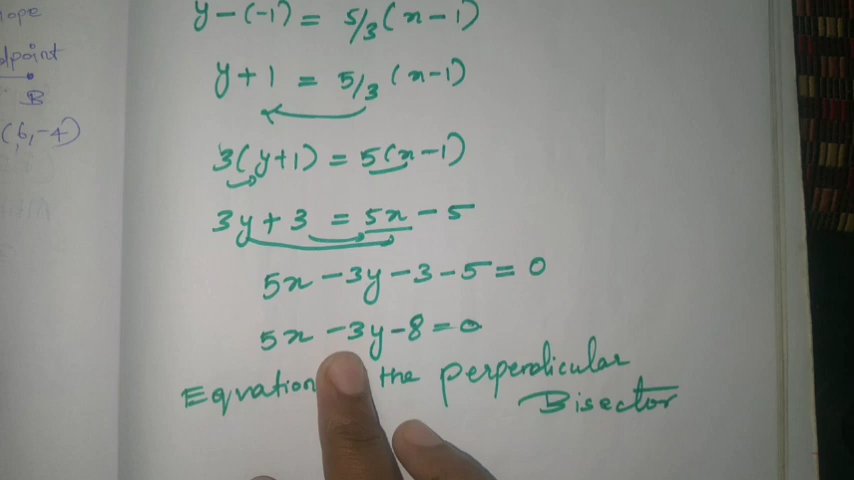 dpoint
B
(6, -4)
y - (-1) = 5/3 (x - 1)
y + 1 = 5/3 (x - 1)
3(y + 1) = 5(x - 1)
3y + 3 = 5x - 5
5x - 3y - 3 - 5 = 0
5x - 3y - 8 = 0
Equation the perpendicular
Bisector